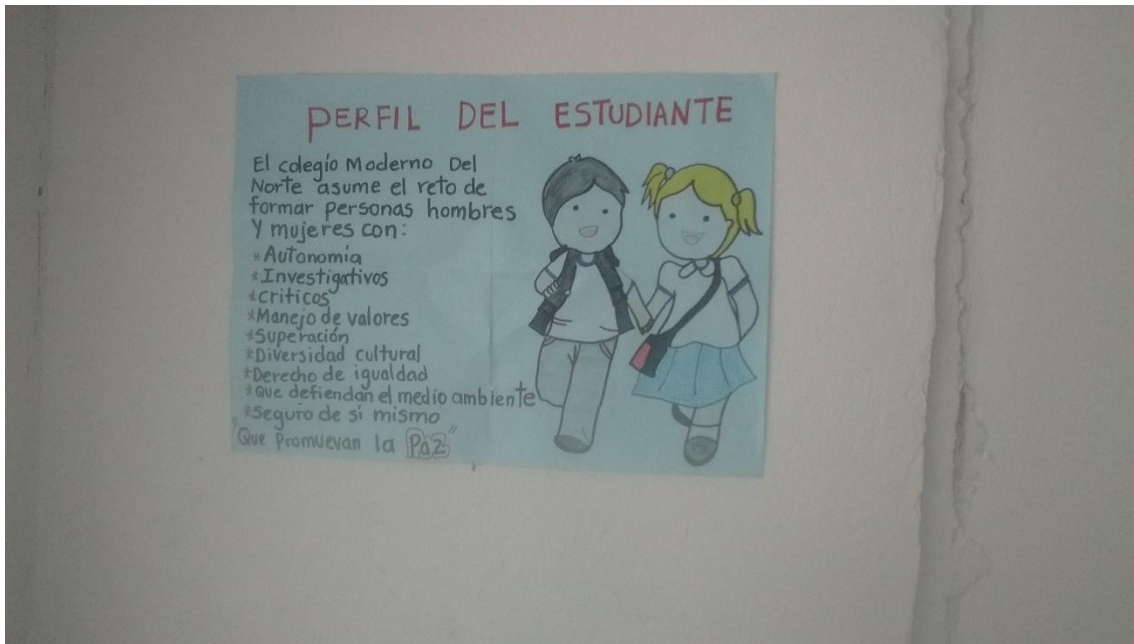 PERFIL DEL ESTUDIANTE
El colegio Moderno Del
Norte asume el reto de
formar personas hombres
Y mujeres con:
*Autonomía
*Investigativos
*criticos
*Manejo de valores
*Superación
*Diversidad cultural
*Derecho de igualdad
*Que defiendan el medio ambiente
*Seguro de sí mismo
"Que promuevan la Paz"